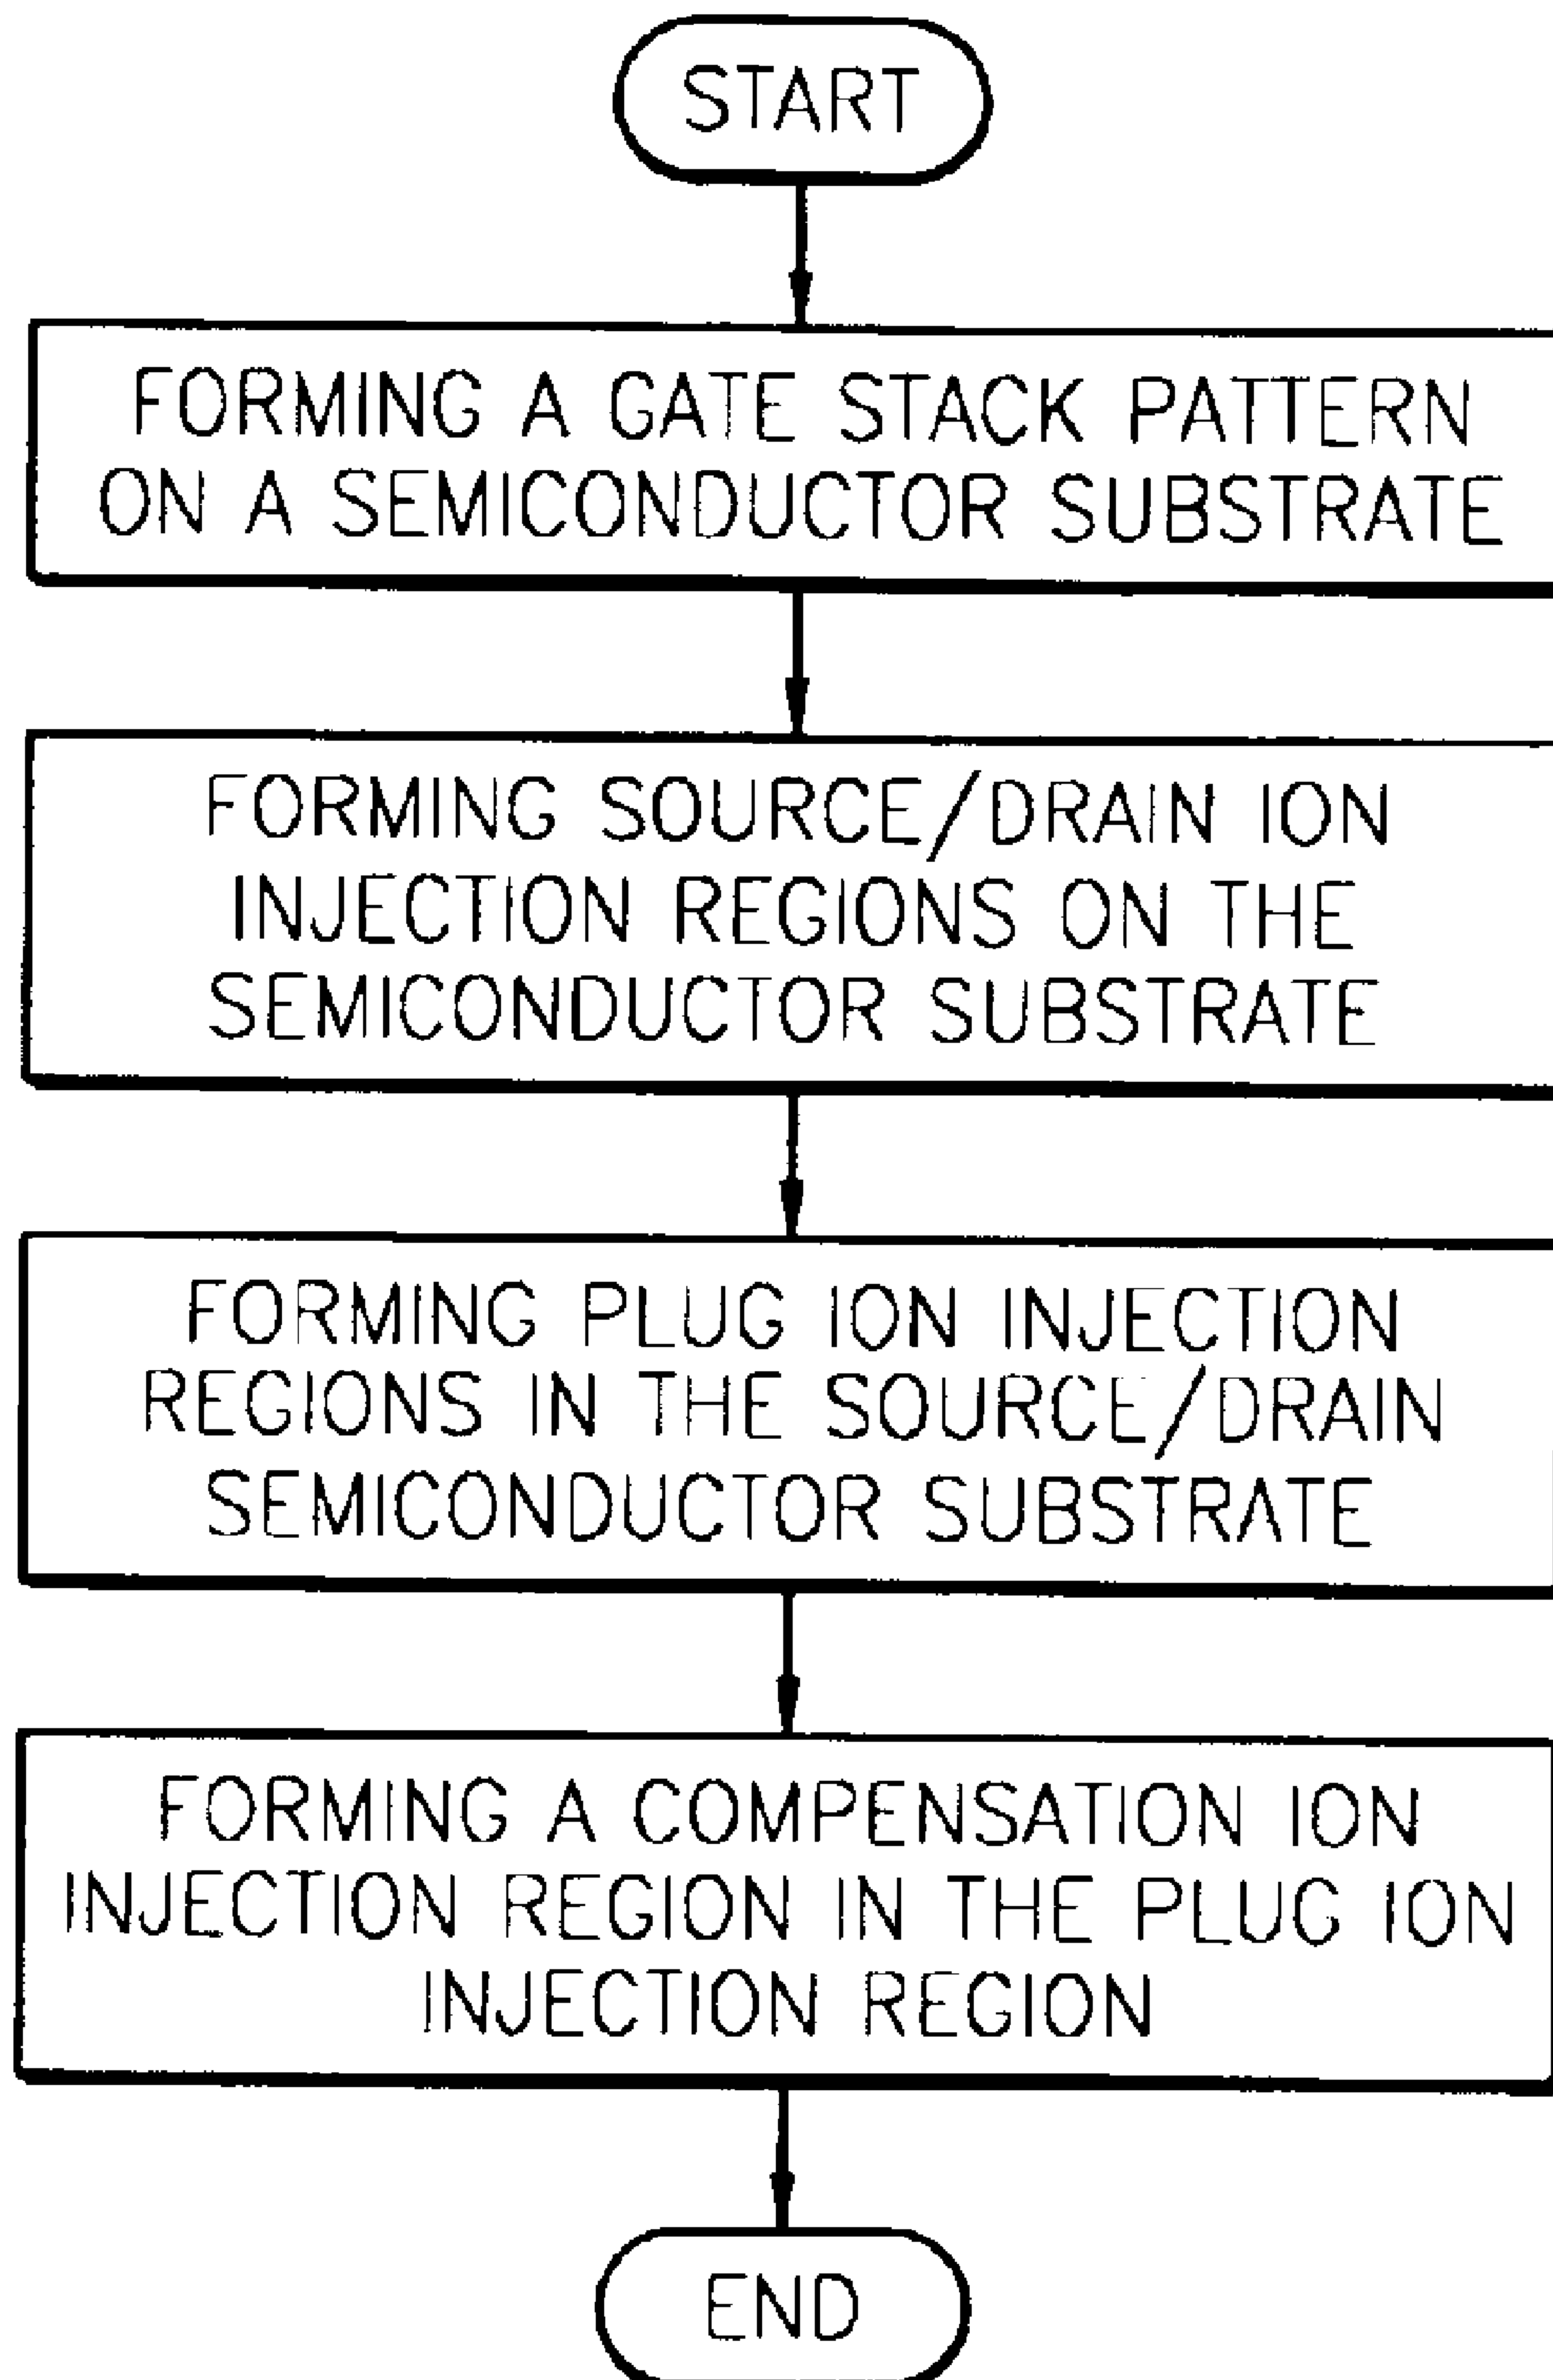 START
FORMING A GATE STACK PATTERN
ON A SEMICONDUCTOR SUBSTRATE
FORMING SOURCE/DRAIN ION
INJECTION REGIONS ON THE
SEMICONDUCTOR SUBSTRATE
FORMING PLUG ION INJECTION
REGIONS IN THE SOURCE/DRAIN
SEMICONDUCTOR SUBSTRATE
FORMING A COMPENSATION ION
INJECTION REGION IN THE PLUG ION
INJECTION REGION
END